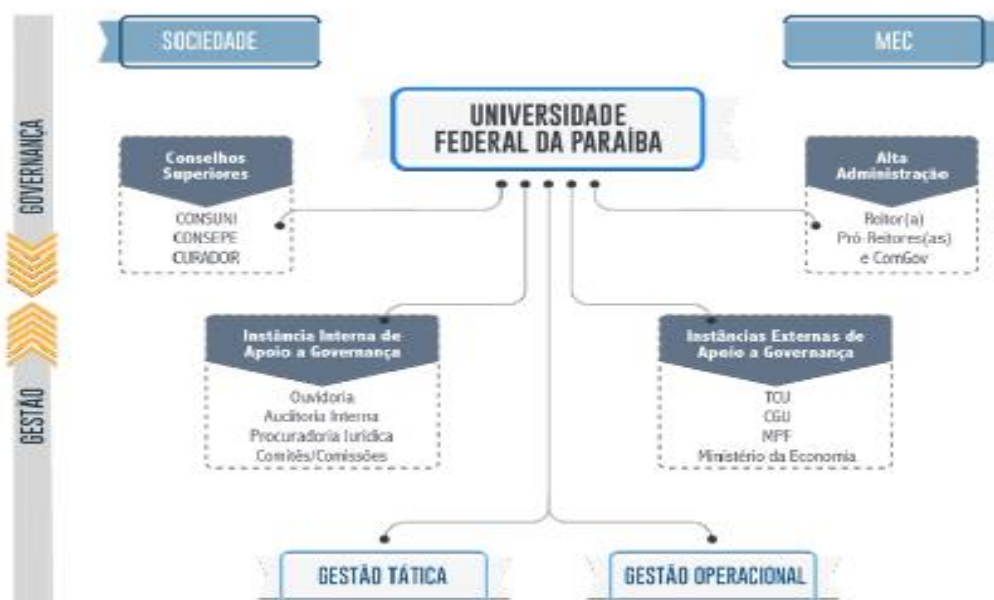 SOCIEDADE
MEC
UNIVERSIDADE
FEDERAL DA PARAÍBA
GOVERNANÇA
Conselhos
Superiores
CONSUNI
CONSEPE
CURADOR
Alta
Administração
Reitor(a)
Pró-Reitores(as)
e ComGov
Instância Interna de
Apoio a Governança
Ouvidoria
Auditoria Interna
Procuradoria Jurídica
Comitês/Comissões
Instâncias Externas de
Apoio a Governança
TCU
CGU
MPF
Ministério da Economia
GESTÃO
GESTÃO TÁTICA
GESTÃO OPERACIONAL